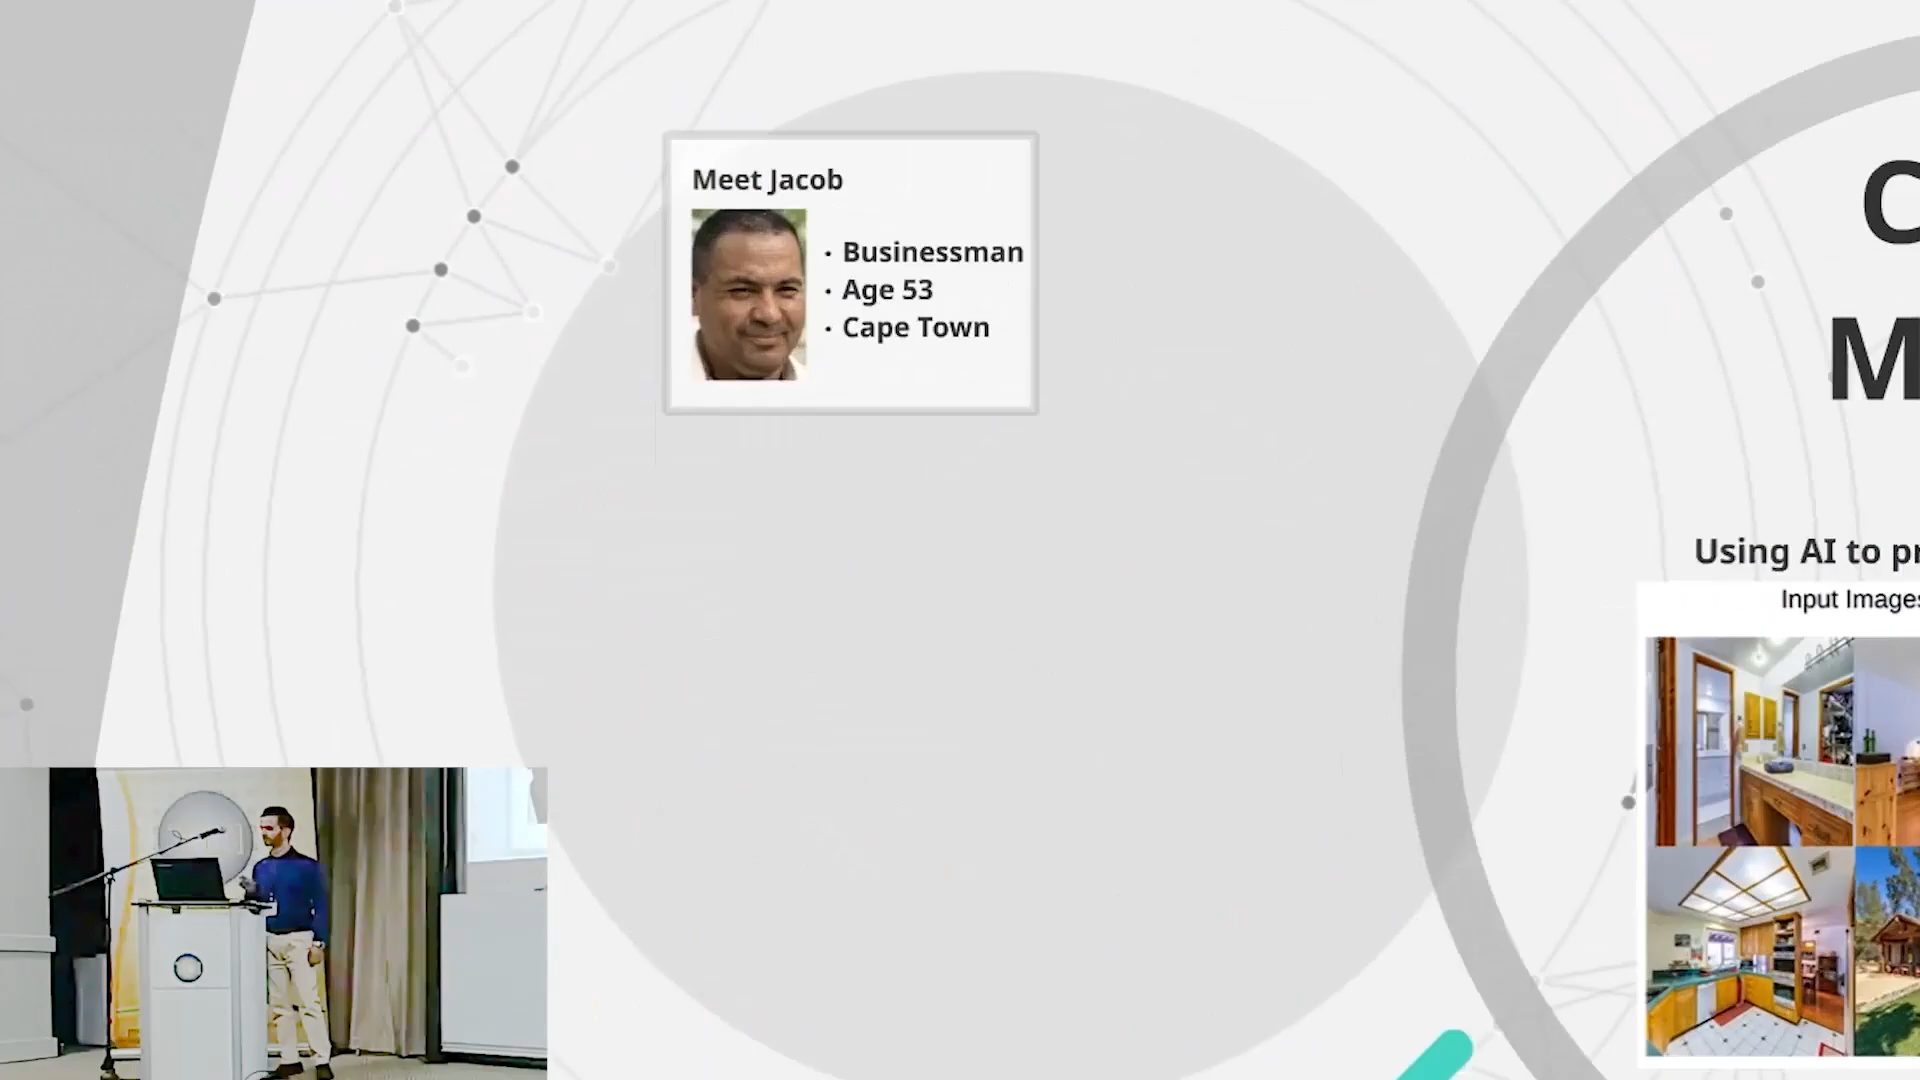 Meet Jacob
· Businessman
· Age 53
· Cape Town
C
M
Using AI to pr
Input Images